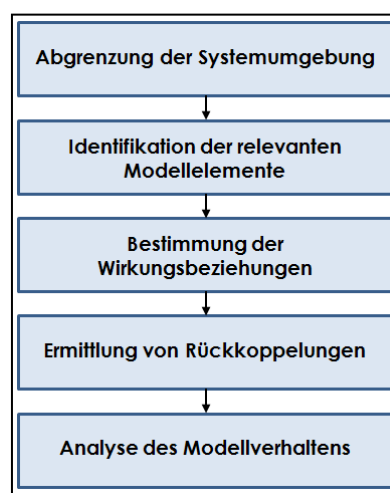 Abgrenzung der Systemumgebung
Identifikation der relevanten
Modellelemente
Bestimmung der
Wirkungsbeziehungen
Ermittlung von Rückkoppelungen
Analyse des Modellverhaltens